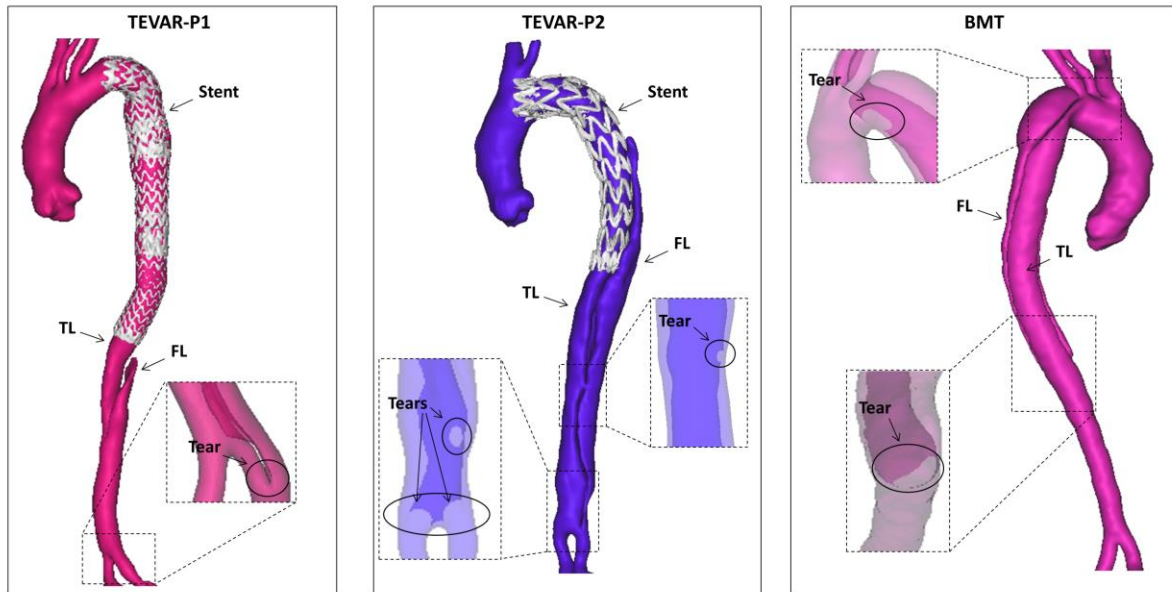 TEVAR-P1
Stent
TL
FL
Tear
TEVAR-P2
Stent
FL
TL
Tear
Tears
BMT
Tear
FL
TL
Tear